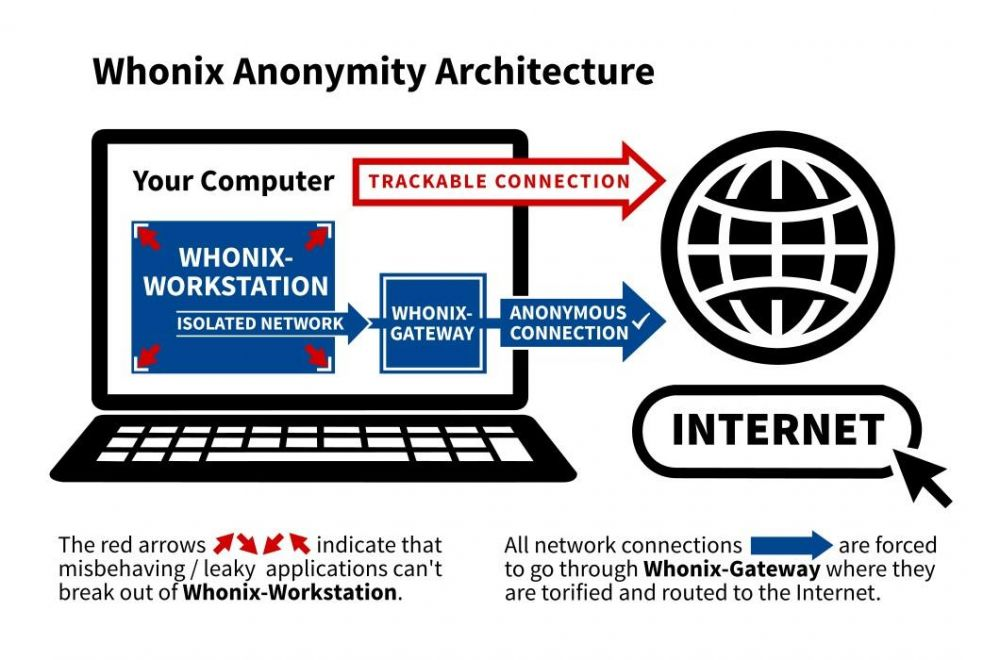 Whonix Anonymity Architecture
Your Computer
TRACKABLE CONNECTION
WHONIX-
WORKSTATION
ISOLATED NETWORK
WHONIX-
GATEWAY
ANONYMOUS
CONNECTION
INTERNET
The red arrows indicate that
misbehaving / leaky applications can't
break out of Whonix-Workstation.
All network connections are forced
to go through Whonix-Gateway where they
are torified and routed to the Internet.